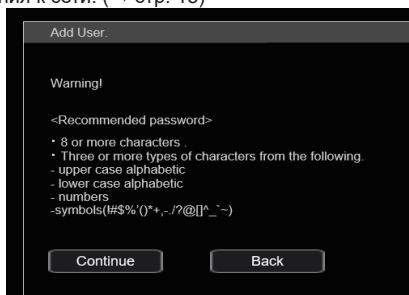 ния к сети. (→ стр. 18)
Add User.
Warning!
<Recommended password>
・8 or more characters .
・Three or more types of characters from the following.
- upper case alphabetic
- lower case alphabetic
- numbers
-symbols(!#$%'()*+,-./?@[]^_`~)
Continue
Back